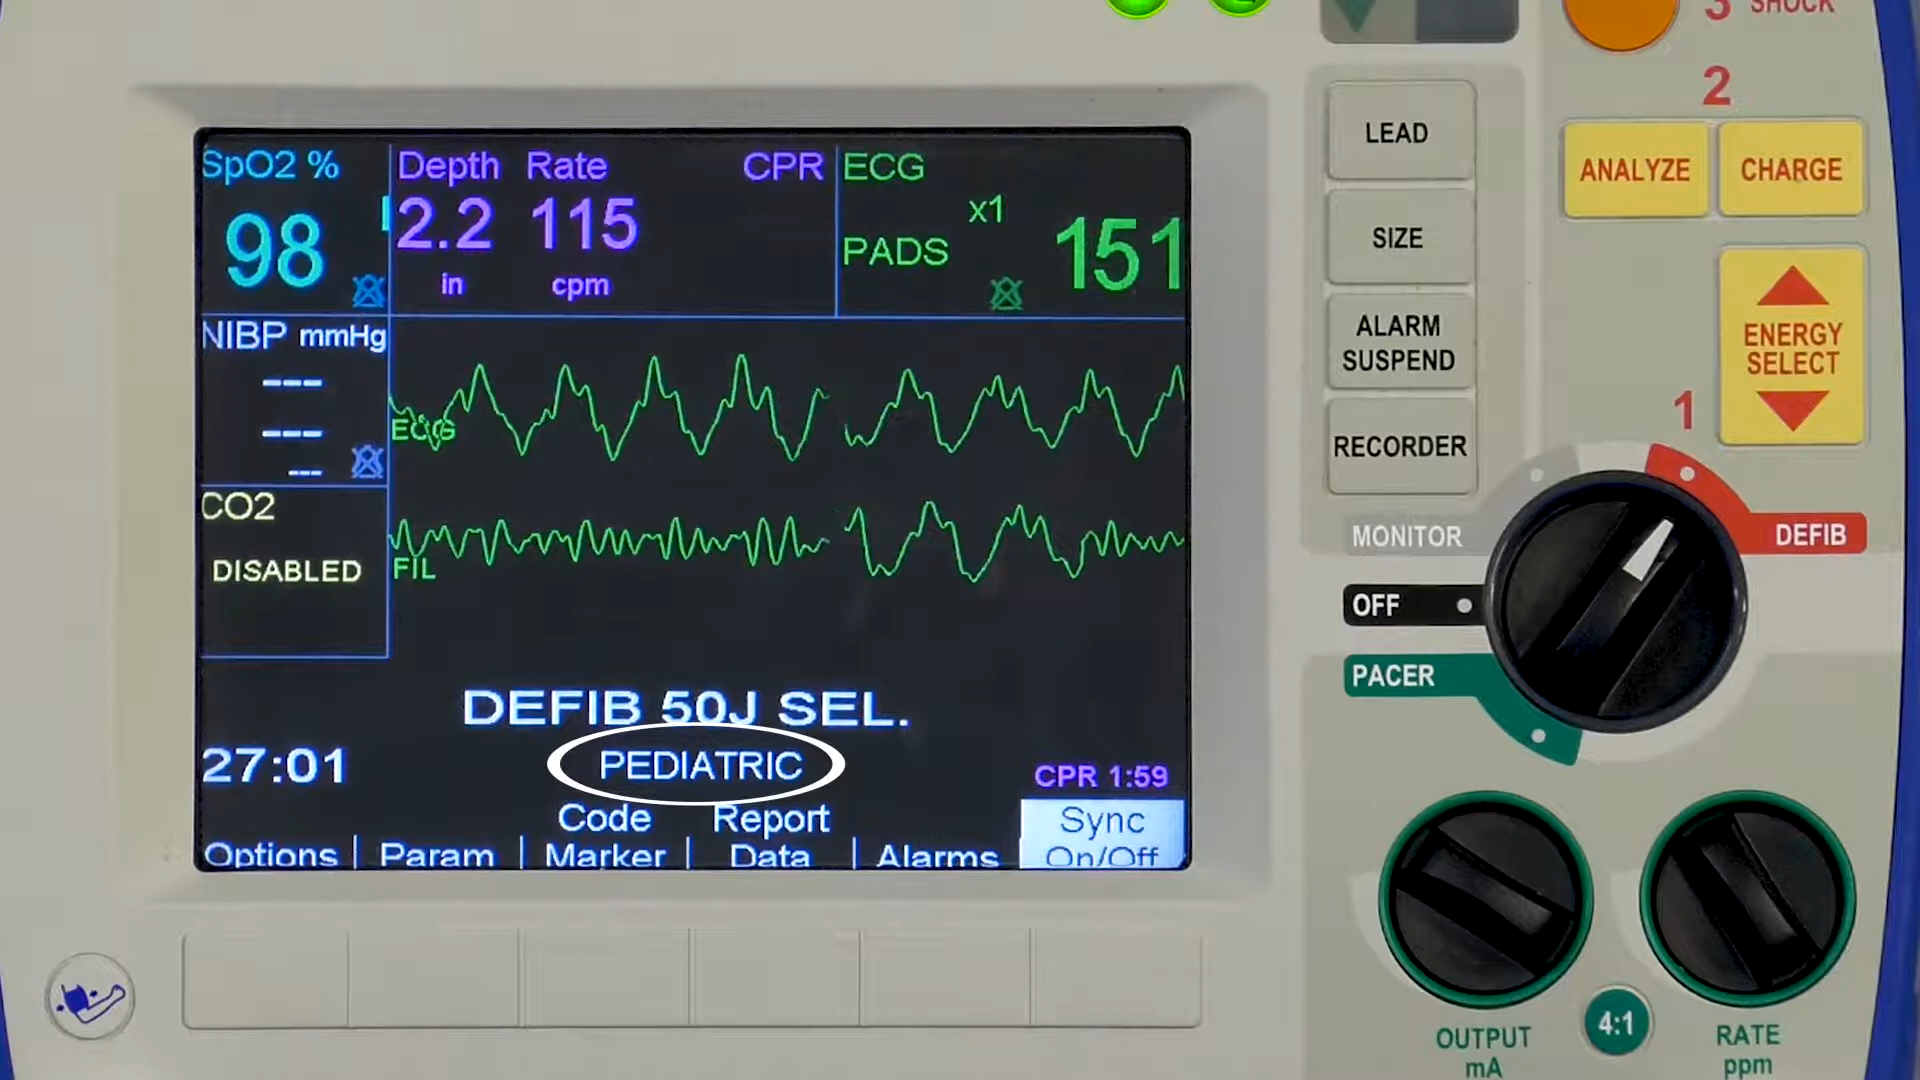 3 SHOCK
2
LEAD
ANALYZE
CHARGE
SIZE
ENERGY
SELECT
ALARM
SUSPEND
1
RECORDER
MONITOR
DEFIB
OFF
PACER
OUTPUT
mA
4:1
RATE
ppm
SpO2 %
98
Depth Rate CPR
2.2 115
in cpm
ECG
x1
PADS
151
NIBP mmHg
---
---
---
CO2
DISABLED
ECG
FIL
DEFIB 50J SEL.
27:01
PEDIATRIC
CPR 1:59
Options
Param
Code
Marker
Report
Data
Alarms
Sync
On/Off